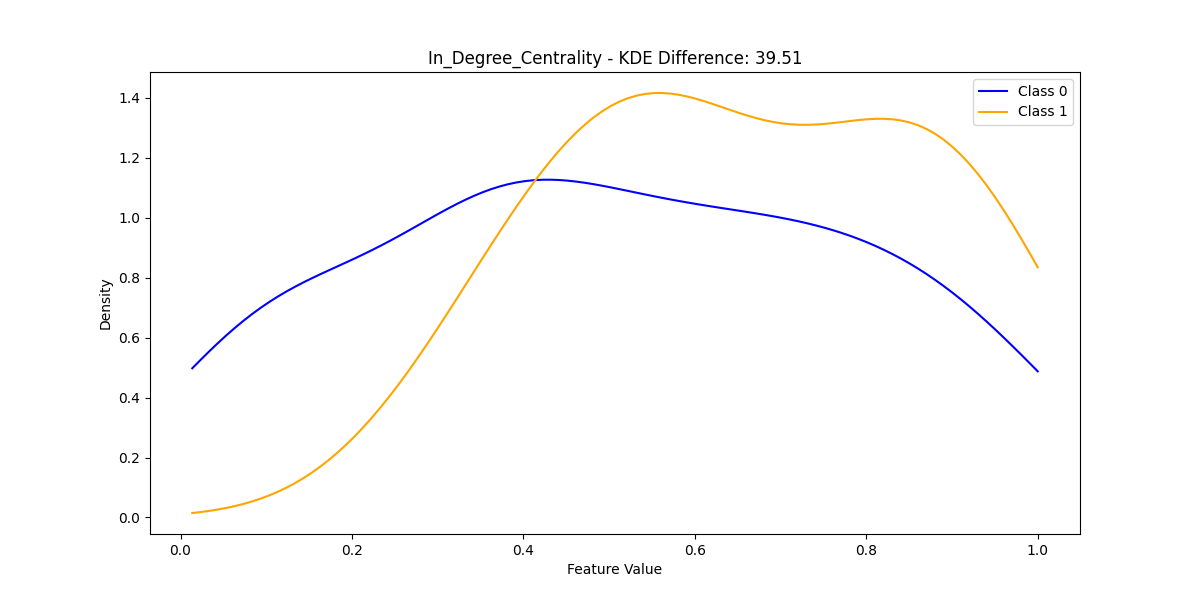 In_Degree_Centrality - KDE Difference: 39.51
Class 0
Class 1
1.4
1.2
1.0
0.8
0.6
0.4
0.2
0.0
Density
0.0 0.2 0.4 0.6 0.8 1.0
Feature Value